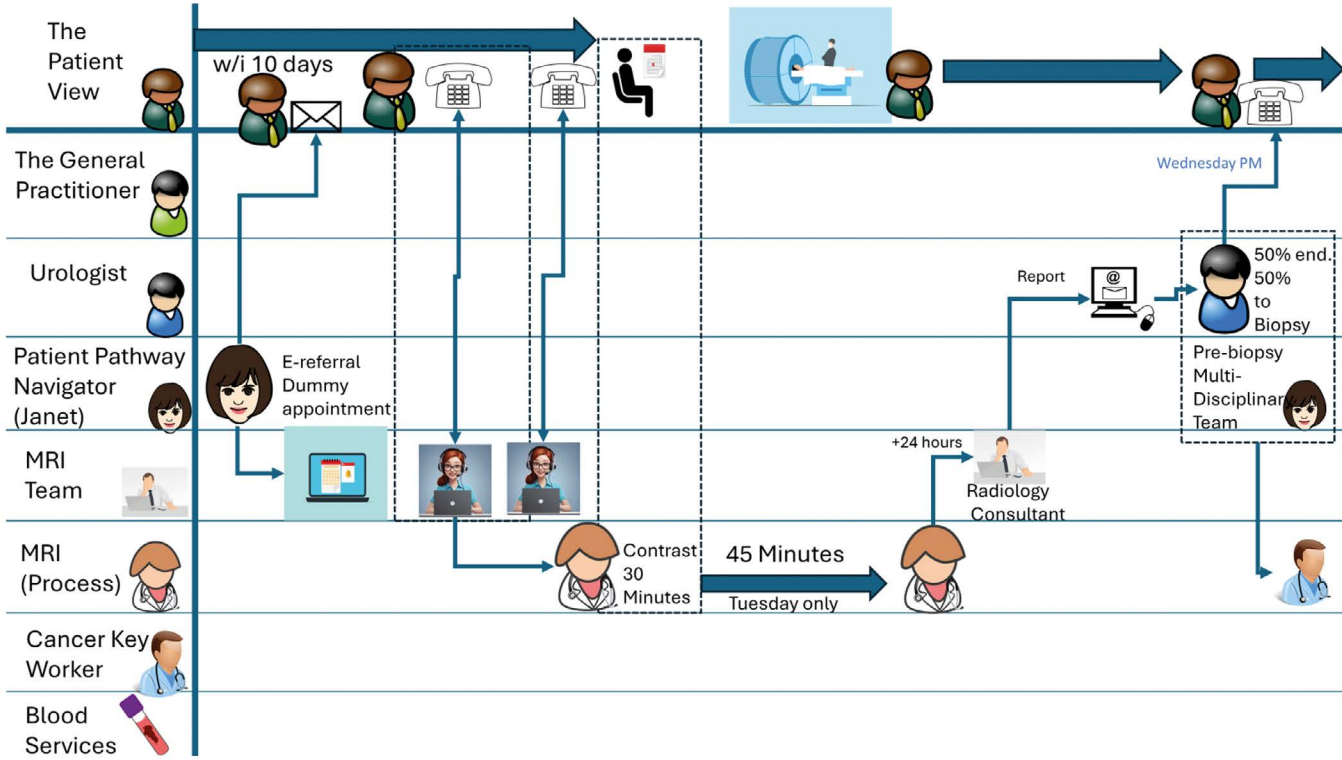 The
Patient
View
w/i 10 days
The General
Practitioner
Wednesday PM
Urologist
Report
@
50% end.
50%
to
Biopsy
Patient Pathway
Navigator
(Janet)
E-referral
Dummy
appointment
Pre-biopsy
Multi-
Disciplinary
Team
MRI
Team
+24 hours
Radiology
Consultant
MRI
(Process)
Contrast
30
Minutes
45 Minutes
Tuesday only
Cancer Key
Worker
Blood
Services